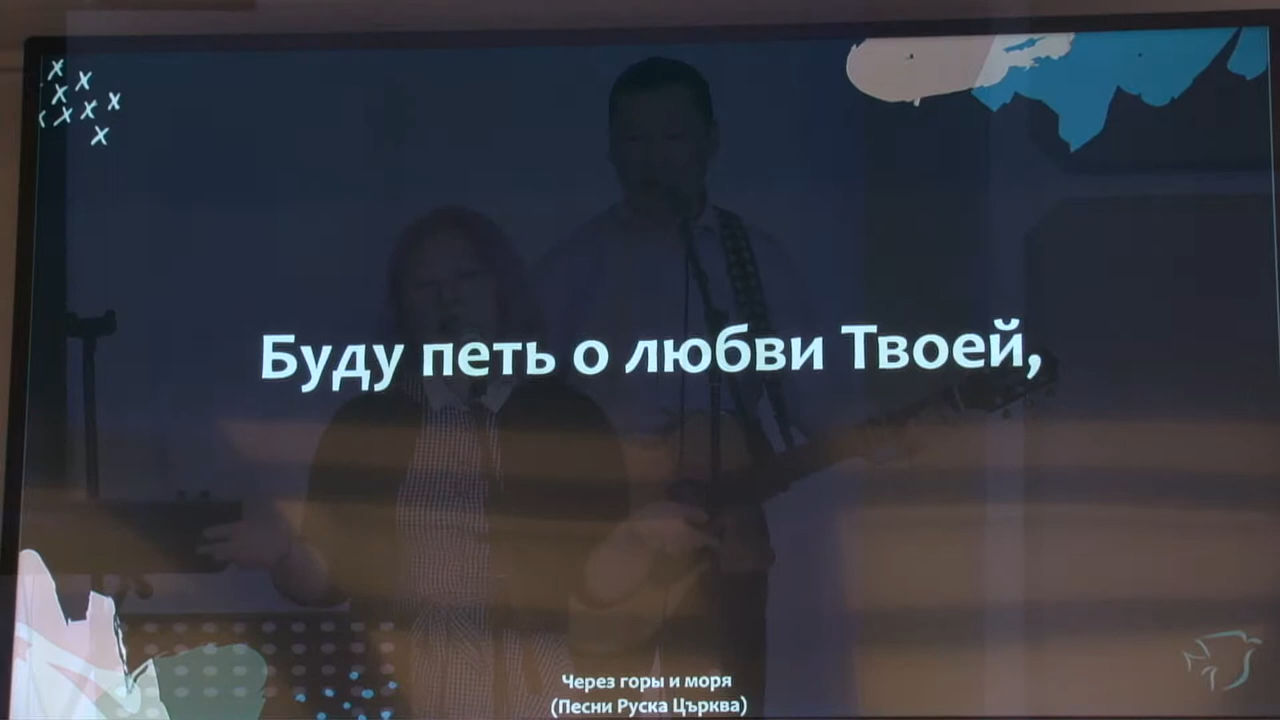 Буду петь о любви Твоей,
Через горы и моря
(Песни Руска Църква)